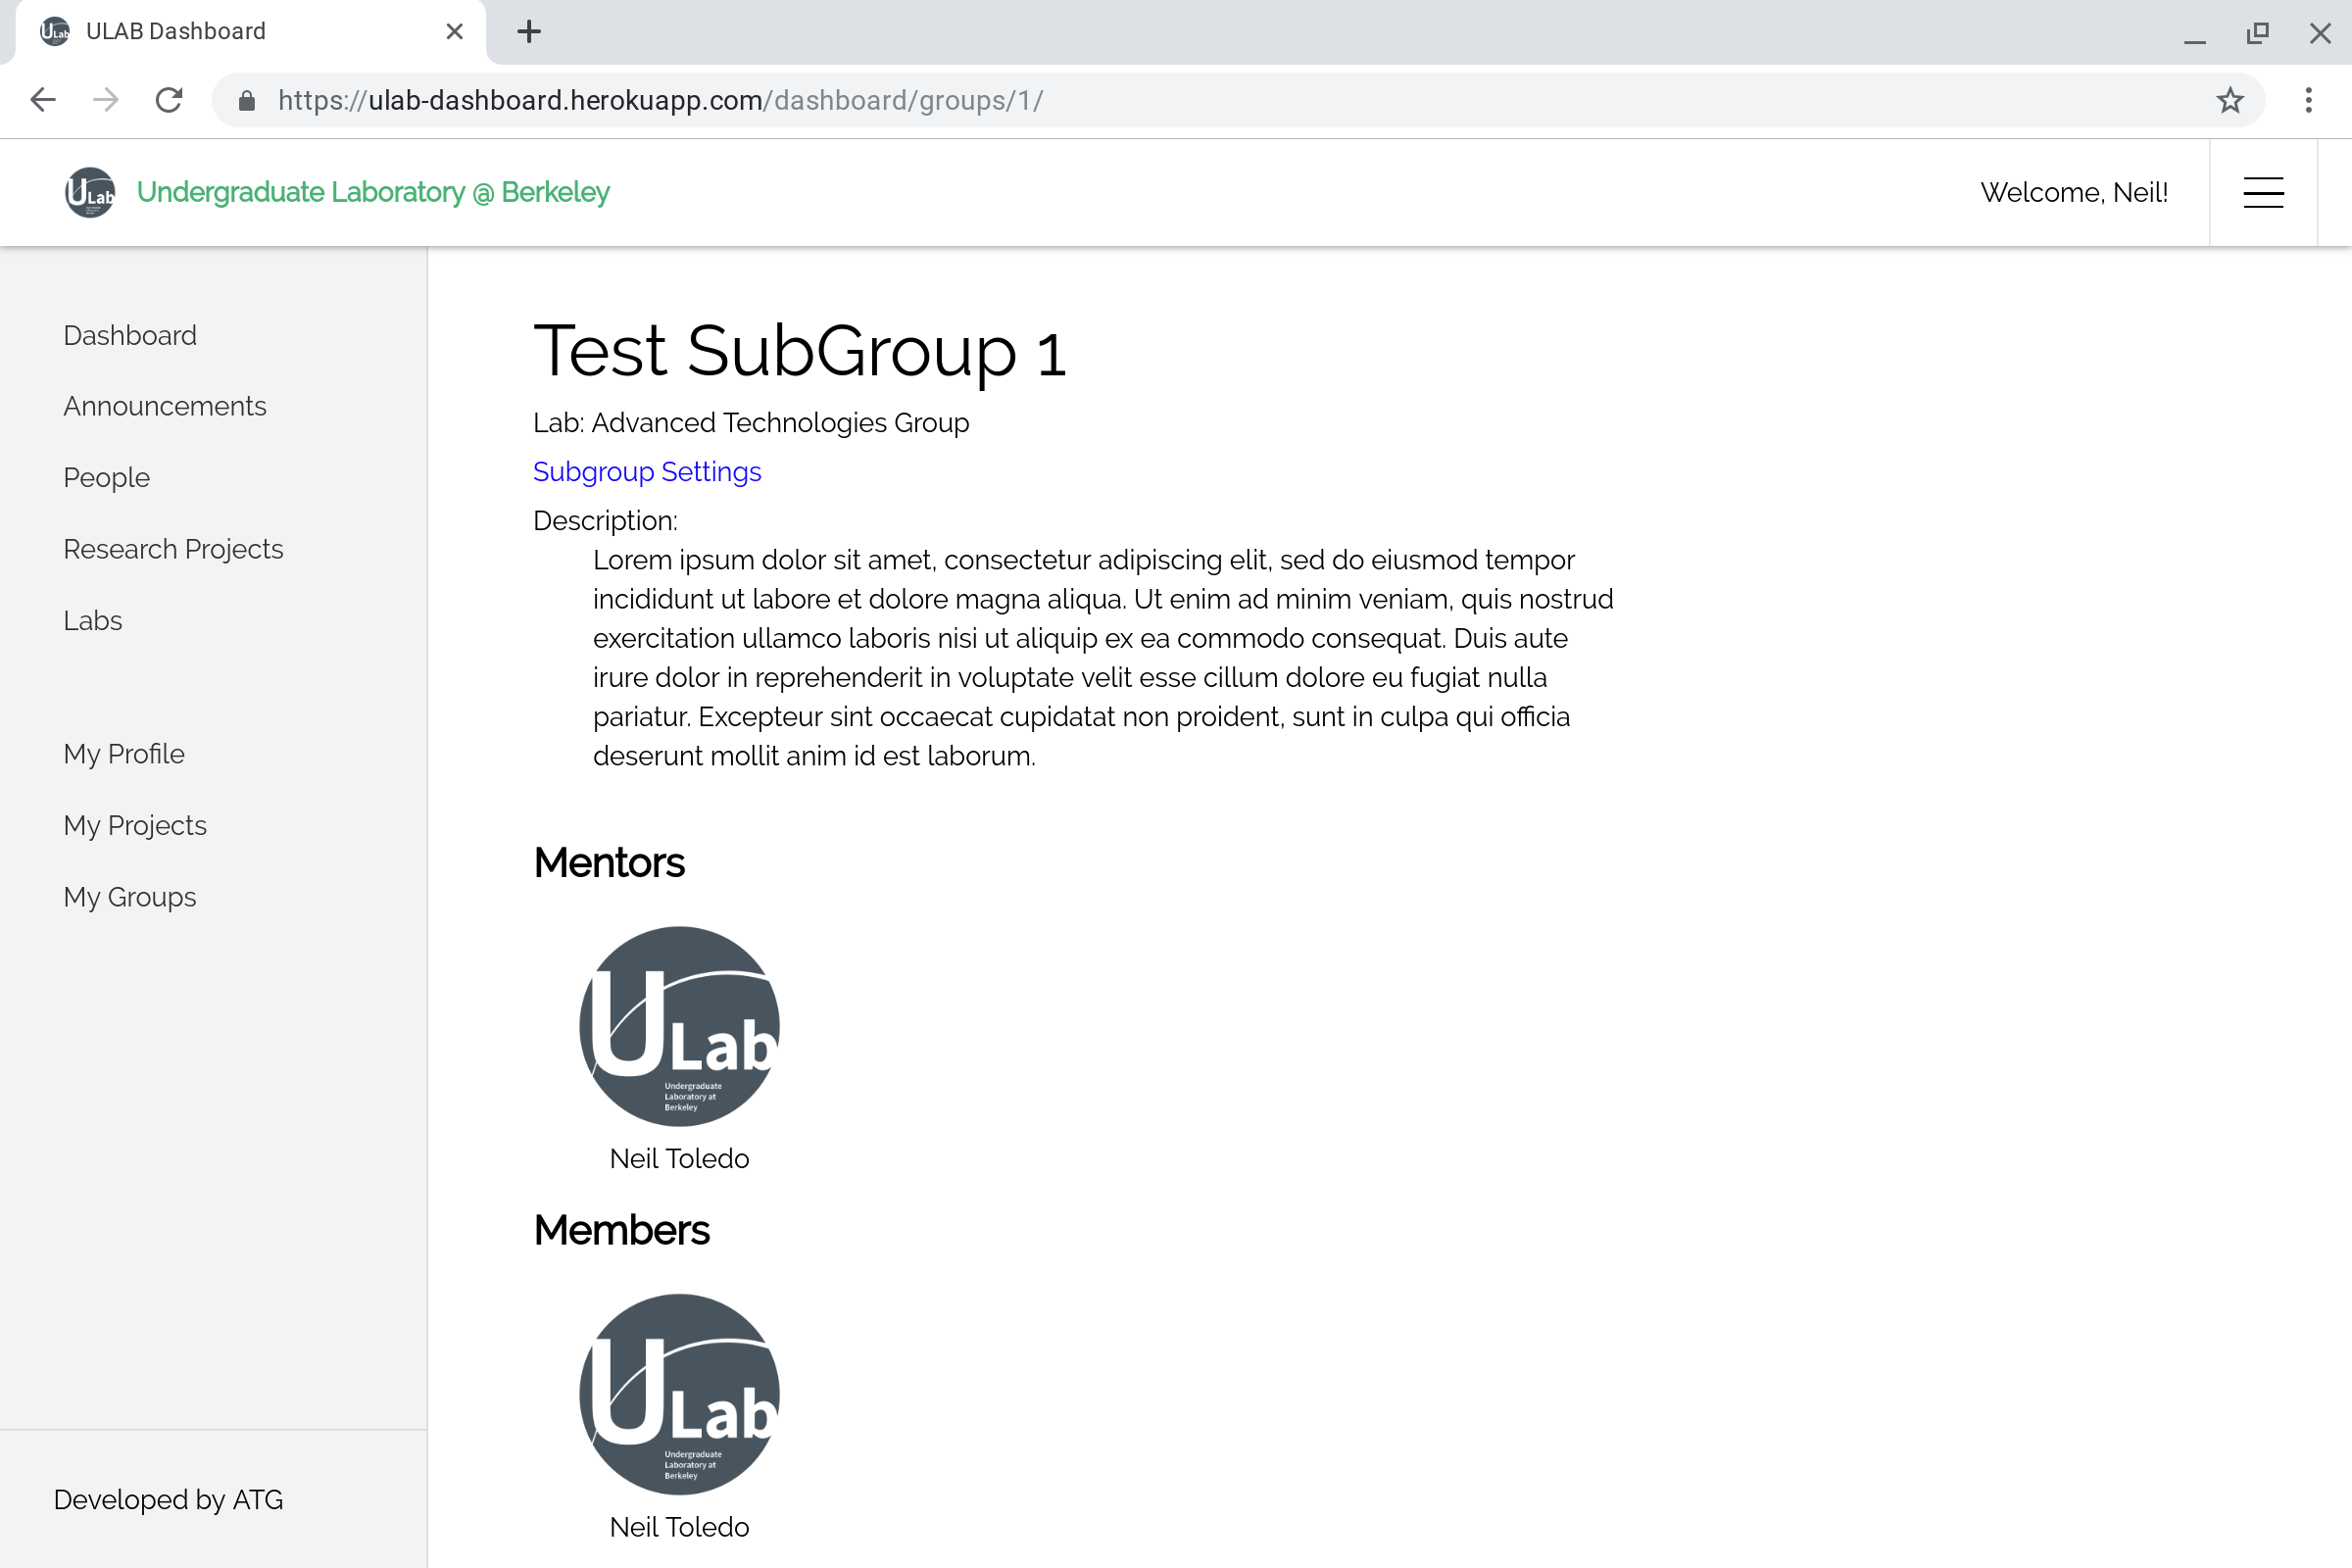 ULab
ULAB Dashboard
https://ulab-dashboard.herokuapp.com/dashboard/groups/1/
ULab
Undergraduate Laboratory @ Berkeley
Welcome, Neil!
Dashboard
Announcements
People
Research Projects
Labs
My Profile
My Projects
My Groups
Developed by ATG
Test SubGroup 1
Lab: Advanced Technologies Group
Subgroup Settings
Description:
Lorem ipsum dolor sit amet, consectetur adipiscing elit, sed do eiusmod tempor
incididunt ut labore et dolore magna aliqua. Ut enim ad minim veniam, quis nostrud
exercitation ullamco laboris nisi ut aliquip ex ea commodo consequat. Duis aute
irure dolor in reprehenderit in voluptate velit esse cillum dolore eu fugiat nulla
pariatur. Excepteur sint occaecat cupidatat non proident, sunt in culpa qui officia
deserunt mollit anim id est laborum.
Mentors
ULab
Undergraduate
Laboratory at
Berkeley
Neil Toledo
Members
ULab
Undergraduate
Laboratory at
Berkeley
Neil Toledo